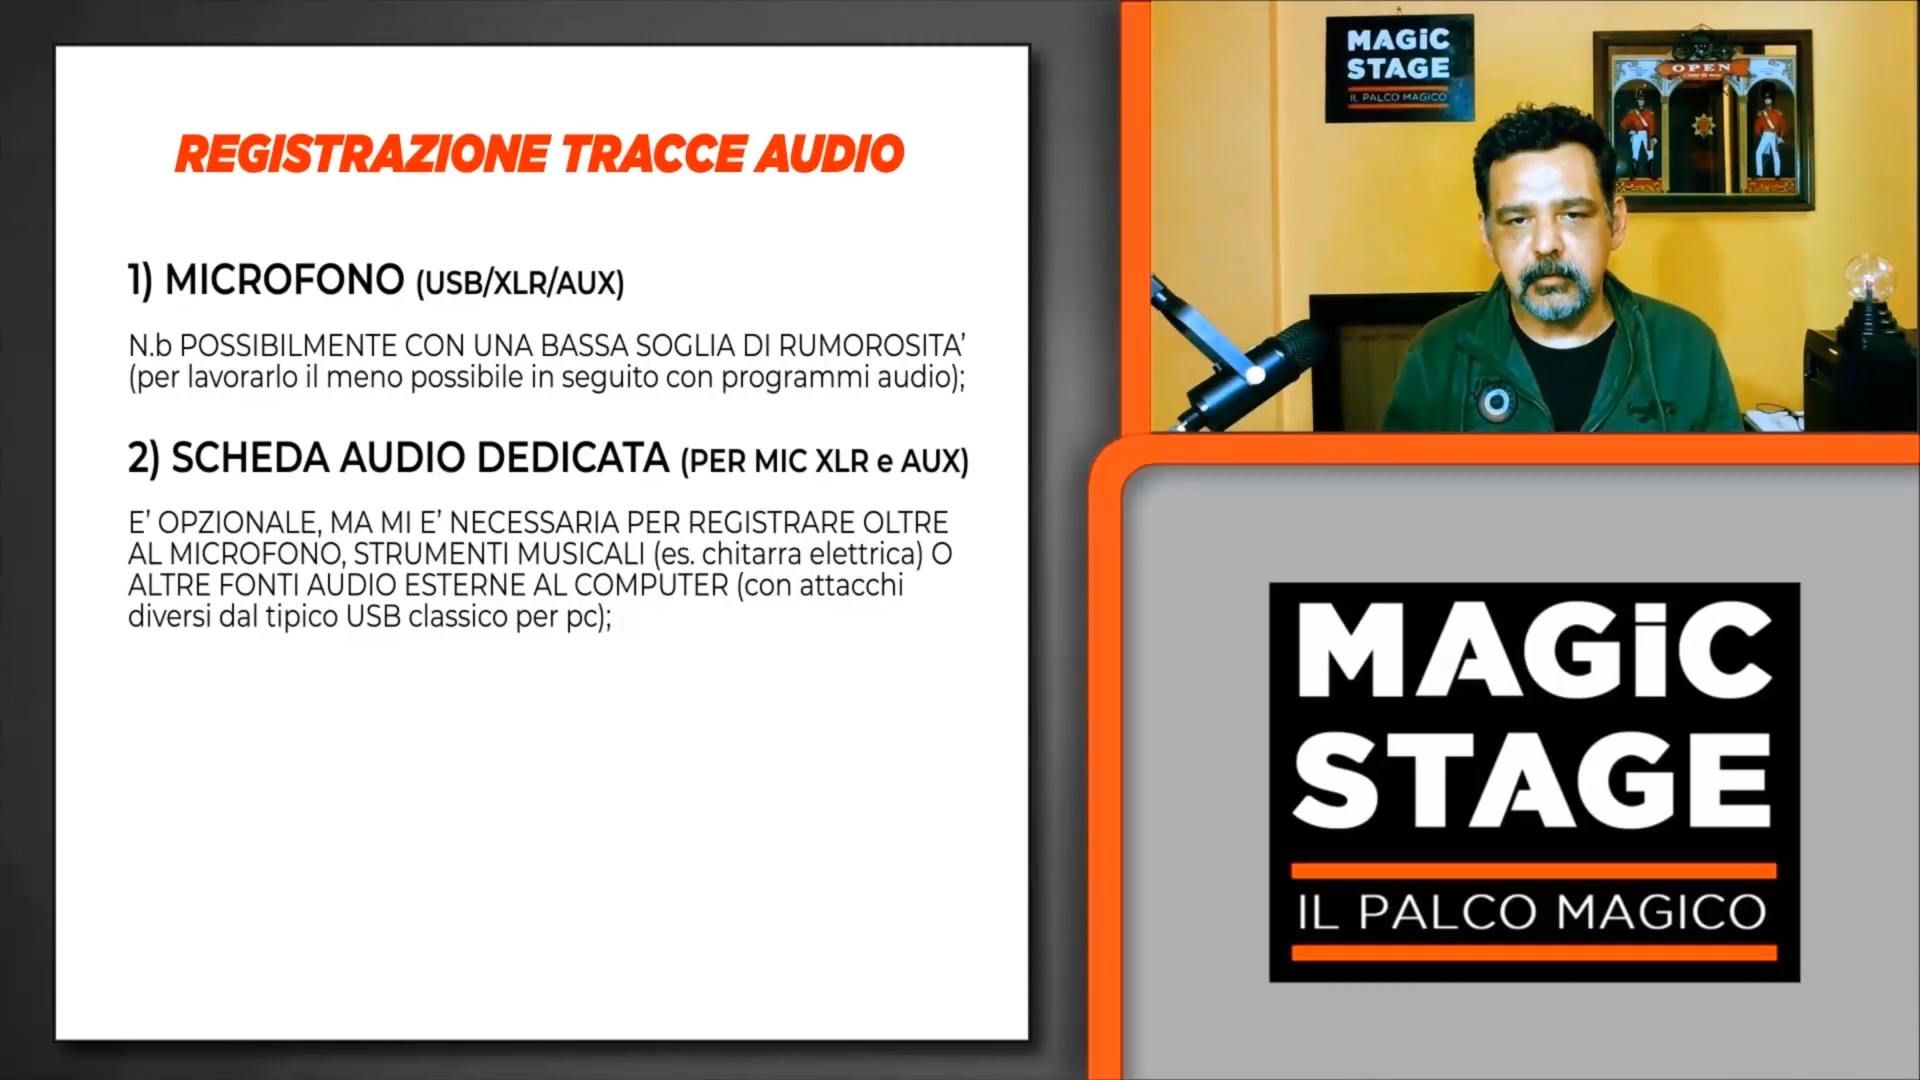 REGISTRAZIONE TRACCE AUDIO
1) MICROFONO (USB/XLR/AUX)
N.b POSSIBILMENTE CON UNA BASSA SOGLIA DI RUMOROSITA'
(per lavorarlo il meno possibile in seguito con programmi audio);
2) SCHEDA AUDIO DEDICATA (PER MIC XLR e AUX)
E' OPZIONALE, MA MI E' NECESSARIA PER REGISTRARE OLTRE
AL MICROFONO, STRUMENTI MUSICALI (es. chitarra elettrica) O
ALTRE FONTI AUDIO ESTERNE AL COMPUTER (con attacchi
diversi dal tipico USB classico per pc);
MAGiC
STAGE
IL PALCO MAGICO
OPEN
MAGiC
STAGE
IL PALCO MAGICO